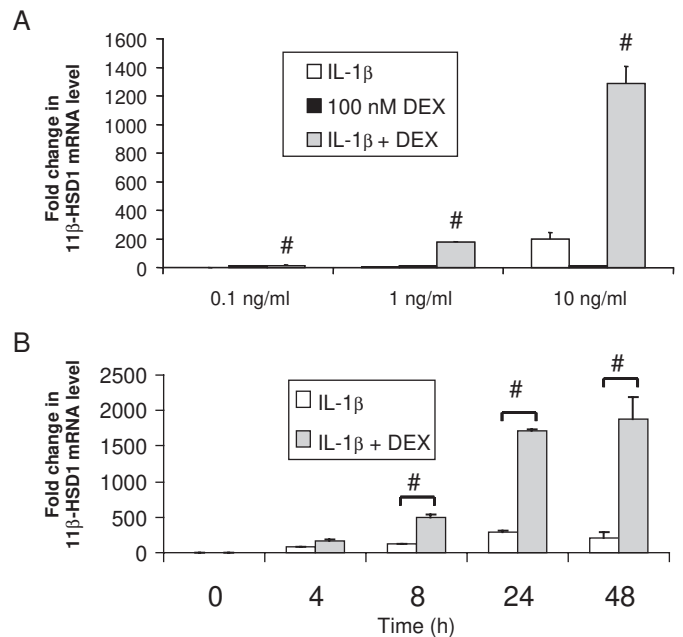 A
Fold change in
11β-HSD1 mRNA level
1600
1400
1200
1000
800
600
400
200
0
IL-1β
100 nM DEX
IL-1β + DEX
#
#
#
0.1 ng/ml
1 ng/ml
10 ng/ml
B
Fold change in
11β-HSD1 mRNA level
2500
2000
1500
1000
500
0
IL-1β
IL-1β + DEX
#
#
#
0
4
8
24
48
Time (h)